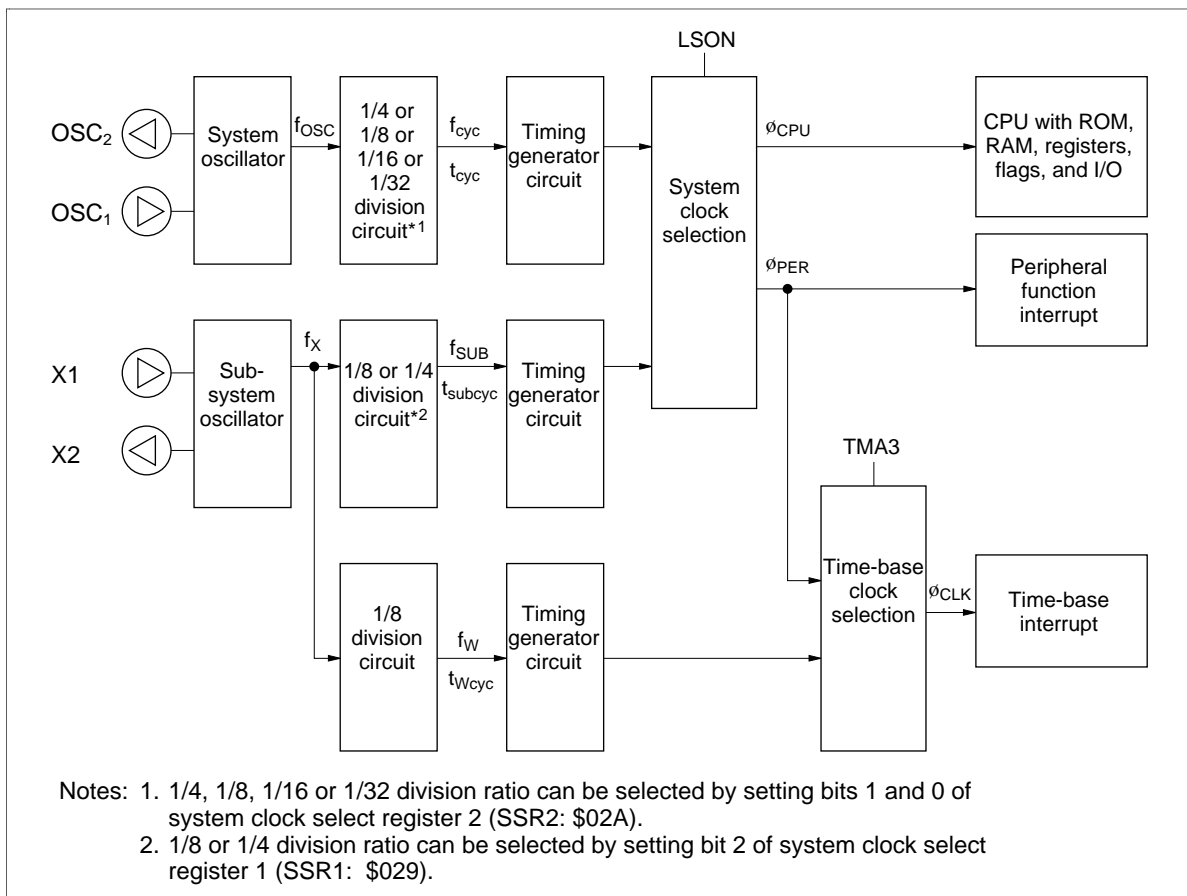 LSON
OSC₂
OSC₁
System
oscillator
fOSC
1/4 or
1/8 or
1/16 or
1/32
division
circuit*1
fcyc
tcyc
Timing
generator
circuit
System
clock
selection
øCPU
CPU with ROM,
RAM, registers,
flags, and I/O
øPER
Peripheral
function
interrupt
X1
X2
Sub-
system
oscillator
fX
1/8 or 1/4
division
circuit*2
fSUB
tsubcyc
Timing
generator
circuit
TMA3
1/8
division
circuit
fW
tWcyc
Timing
generator
circuit
Time-base
clock
selection
øCLK
Time-base
interrupt
Notes: 1. 1/4, 1/8, 1/16 or 1/32 division ratio can be selected by setting bits 1 and 0 of
system clock select register 2 (SSR2: $02A).
2. 1/8 or 1/4 division ratio can be selected by setting bit 2 of system clock select
register 1 (SSR1: $029).